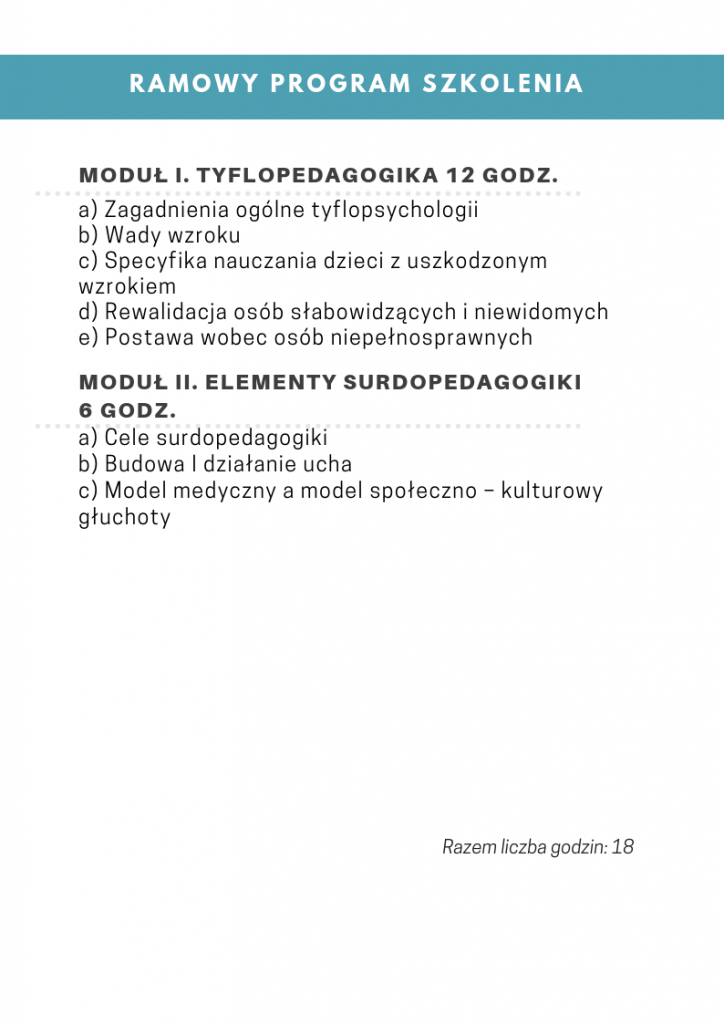 RAMOWY PROGRAM SZKOLENIA
MODUŁ I. TYFLOPEDAGOGIKA 12 GODZ.
a) Zagadnienia ogólne tyflopsychologii
b) Wady wzroku
c) Specyfika nauczania dzieci z uszkodzonym
wzrokiem
d) Rewalidacja osób słabowidzących i niewidomych
e) Postawa wobec osób niepełnosprawnych
MODUŁ II. ELEMENTY SURDOPEDAGOGIKI
6 GODZ.
a) Cele surdopedagogiki
b) Budowa I działanie ucha
c) Model medyczny a model społeczno – kulturowy
głuchoty
Razem liczba godzin: 18